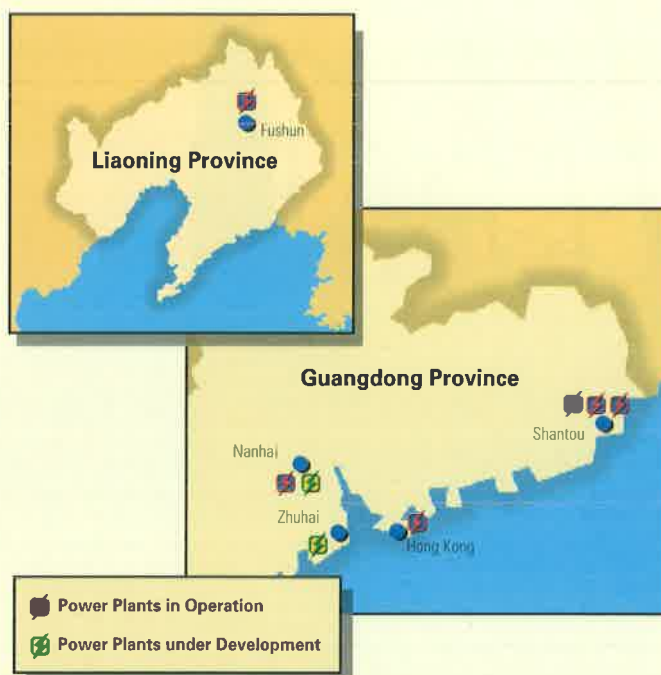 Fushun
Liaoning Province
Guangdong Province
Shantou
Nanhai
Zhuhai
Hong Kong
Power Plants in Operation
Power Plants under Development